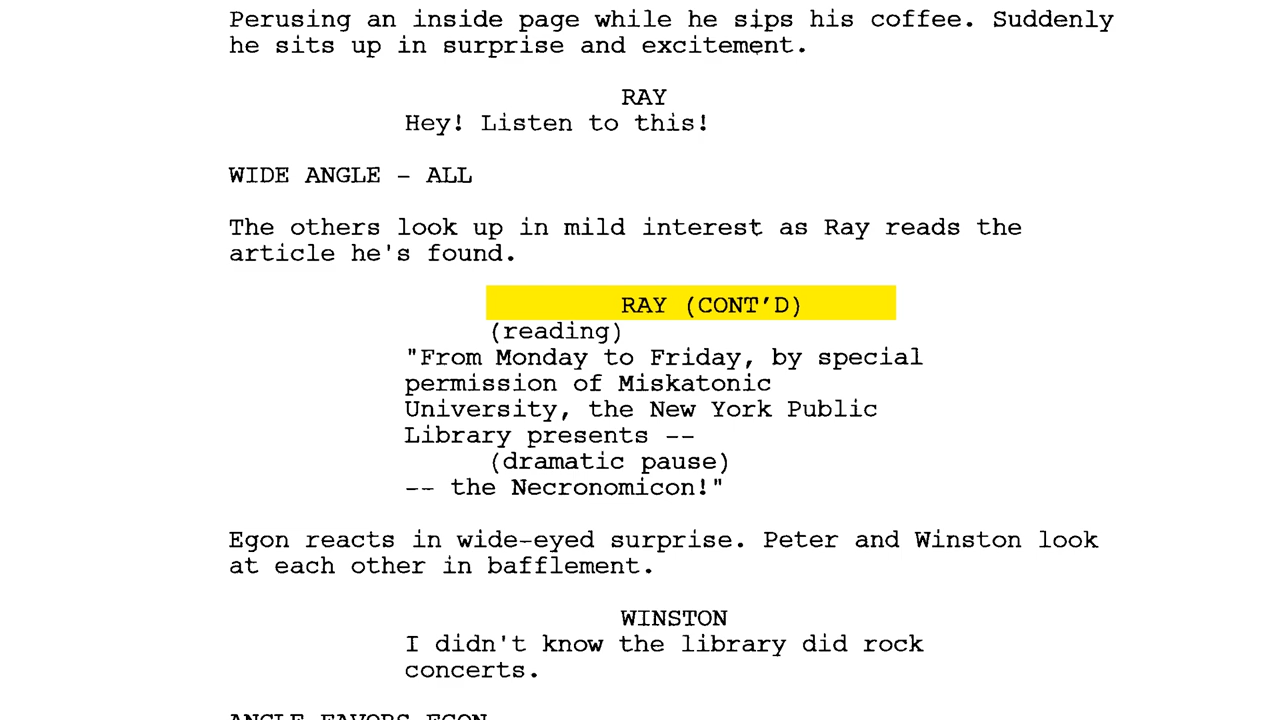 Perusing an inside page while he sips his coffee. Suddenly
he sits up in surprise and excitement.
RAY
Hey! Listen to this!
WIDE ANGLE - ALL
The others look up in mild interest as Ray reads the
article he's found.
RAY (CONT'D)
(reading)
"From Monday to Friday, by special
permission of Miskatonic
University, the New York Public
Library presents --
(dramatic pause)
-- the Necronomicon!"
Egon reacts in wide-eyed surprise. Peter and Winston look
at each other in bafflement.
WINSTON
I didn't know the library did rock
concerts.
ANGLE FAVORS EGON